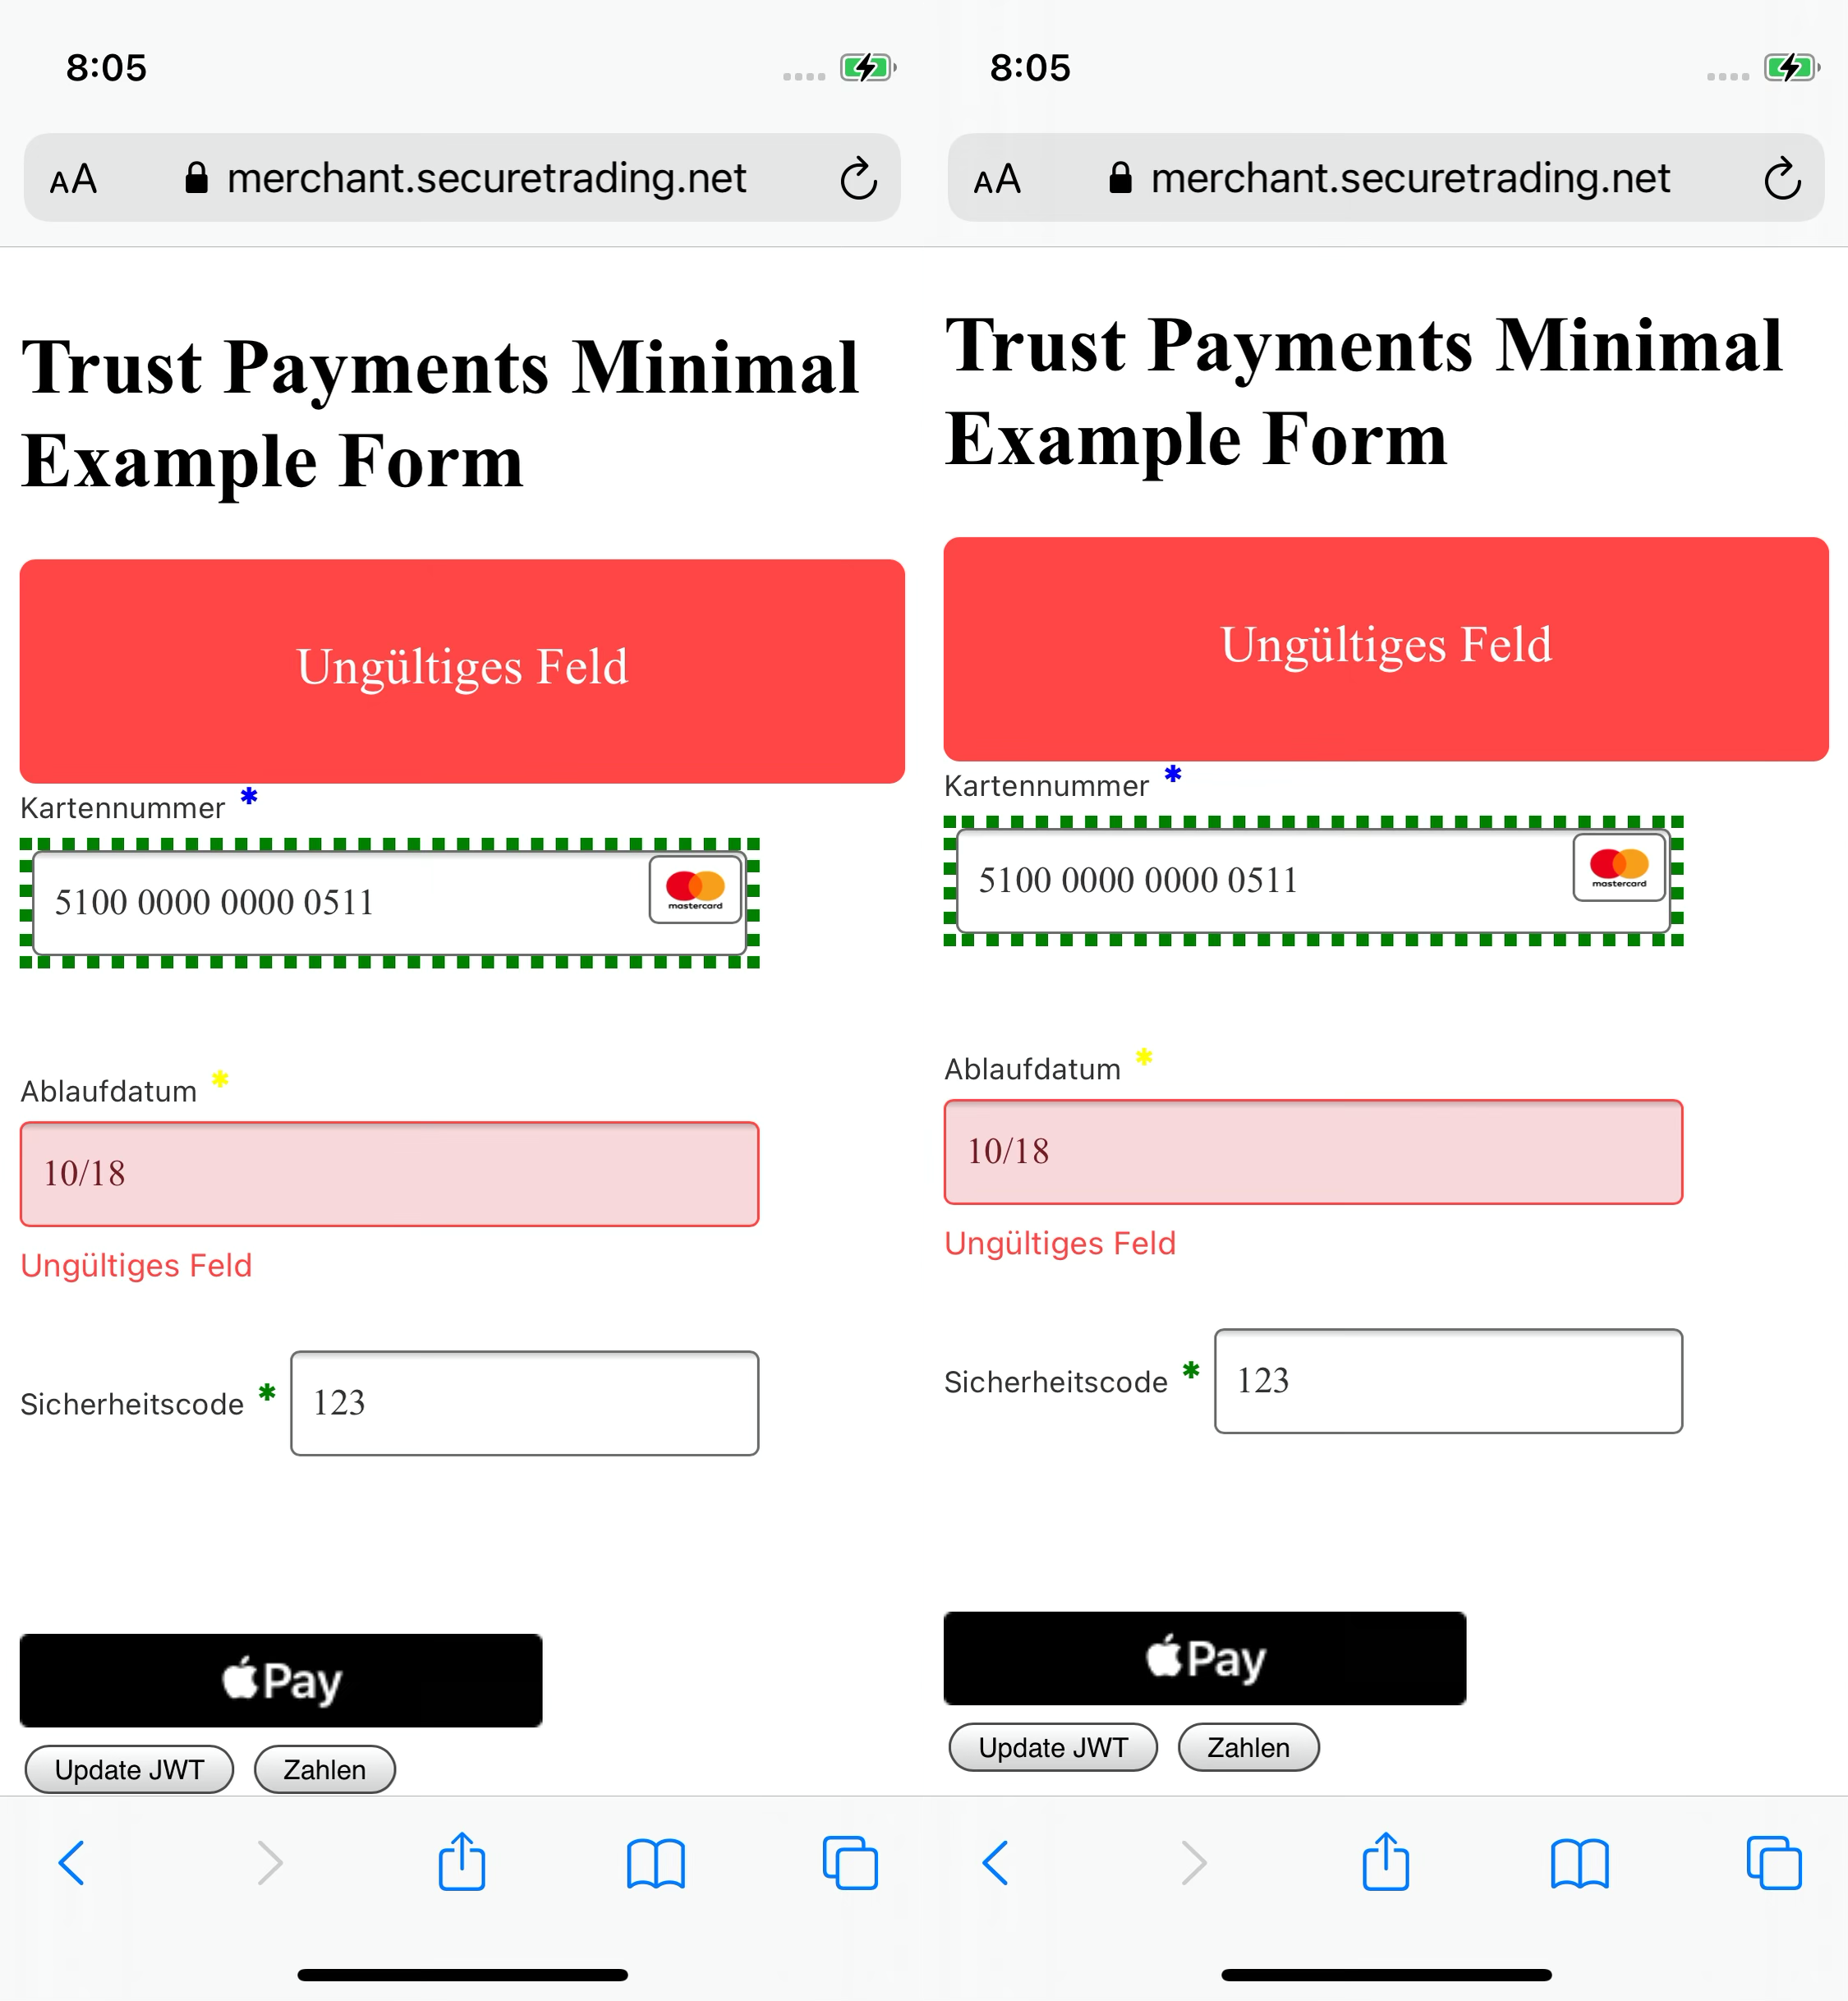 8:05
AA merchant.securetrading.net
Trust Payments Minimal
Example Form
Ungültiges Feld
Kartennummer *
5100 0000 0000 0511
mastercard
Ablaufdatum *
10/18
Ungültiges Feld
Sicherheitscode * 123
Pay
Update JWT Zahlen
8:05
AA merchant.securetrading.net
Trust Payments Minimal
Example Form
Ungültiges Feld
Kartennummer *
5100 0000 0000 0511
mastercard
Ablaufdatum *
10/18
Ungültiges Feld
Sicherheitscode * 123
Pay
Update JWT Zahlen